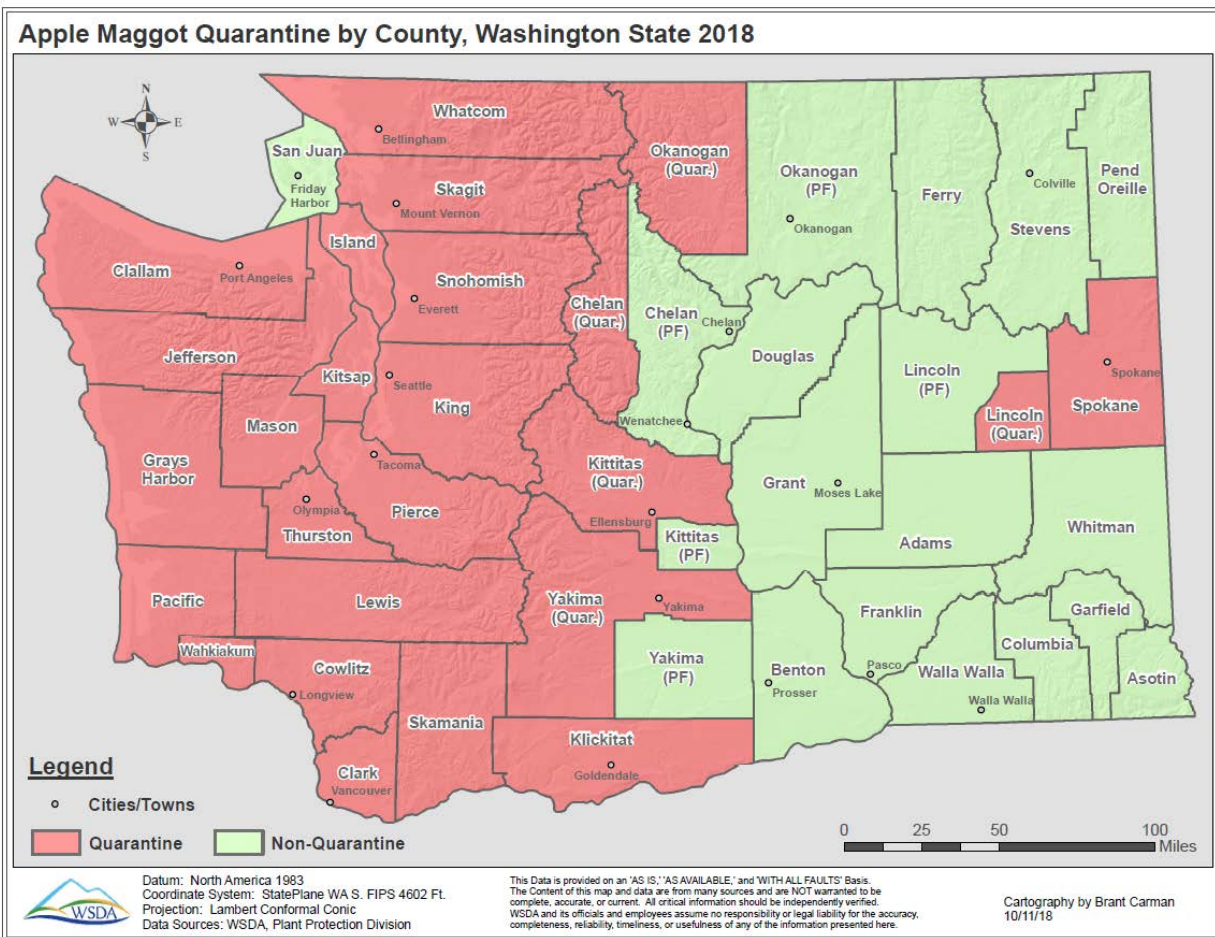 Apple Maggot Quarantine by County, Washington State 2018
N
W
E
S
Whatcom
Bellingham
San Juan
Friday
Harbor
Skagit
Mount Vernon
Okanogan
(Quar.)
Okanogan
(PF)
Okanogan
Ferry
Colville
Stevens
Pend
Oreille
Island
Clallam
Port Angeles
Snohomish
Everett
Chelan
(Quar.)
Chelan
(PF)
Chelan
Douglas
Jefferson
Kitsap
Seattle
King
Lincoln
(PF)
Lincoln
(Quar.)
Spokane
Spokane
Mason
Wenatchee
Grays
Harbor
Tacoma
Kittitas
(Quar.)
Ellensburg
Grant
Moses Lake
Olympia
Thurston
Pierce
Kittitas
(PF)
Adams
Whitman
Pacific
Lewis
Yakima
(Quar.)
Yakima
Franklin
Garfield
Columbia
Wahkiakum
Cowlitz
Longview
Yakima
(PF)
Benton
Prosser
Pasco
Walla Walla
Walla Walla
Asotin
Skamania
Klickitat
Goldendale
Clark
Vancouver
Legend
Cities/Towns
Quarantine
Non-Quarantine
0 25 50 100
Miles
WSDA
Datum: North America 1983
Coordinate System: StatePlane WA S. FIPS 4602 Ft.
Projection: Lambert Conformal Conic
Data Sources: WSDA, Plant Protection Division
This Data is provided on an 'AS IS,' 'AS AVAILABLE,' and 'WITH ALL FAULTS' Basis.
The Content of this map and data are from many sources and are NOT warranted to be
complete, accurate, or current. All critical information should be independently verified.
WSDA and its officials and employees assume no responsibility or legal liability for the accuracy,
completeness, reliability, timeliness, or usefulness of any of the information presented here.
Cartography by Brant Carman
10/11/18